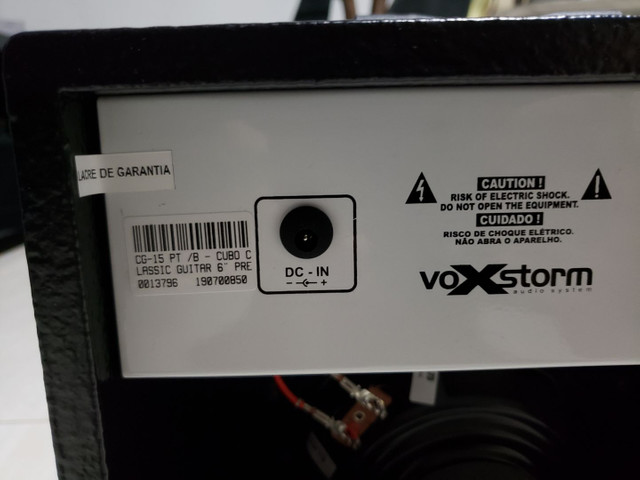 LACRE DE GARANTIA
CG-15 PT /B - CUBO C
LASSIC GUITAR 6" PRE
0013796 190700850
DC - IN
- +
CAUTION !
RISK OF ELECTRIC SHOCK.
DO NOT OPEN THE EQUIPMENT.
CUIDADO !
RISCO DE CHOQUE ELÉTRICO.
NÃO ABRA O APARELHO.
voXstorm
audio system